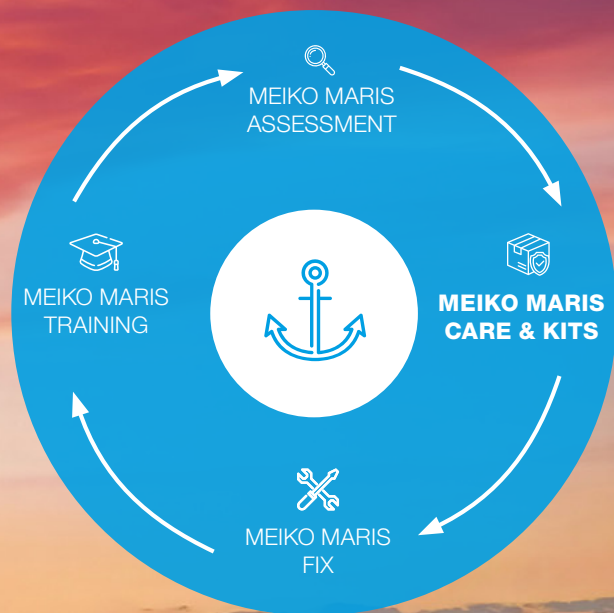 MEIKO MARIS
ASSESSMENT
MEIKO MARIS
CARE & KITS
MEIKO MARIS
FIX
MEIKO MARIS
TRAINING